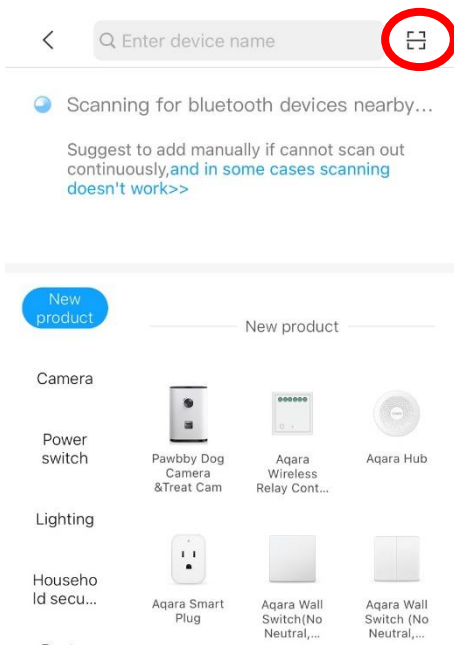 Enter device name
Scanning for bluetooth devices nearby...
Suggest to add manually if cannot scan out
continuously,and in some cases scanning
doesn't work>>
New
product
New product
Camera
Power
switch
Pawbby Dog
Camera
&Treat Cam
Aqara
Wireless
Relay Cont...
Aqara Hub
Lighting
Househo
ld secu...
Aqara Smart
Plug
Aqara Wall
Switch(No
Neutral,...
Aqara Wall
Switch (No
Neutral,...